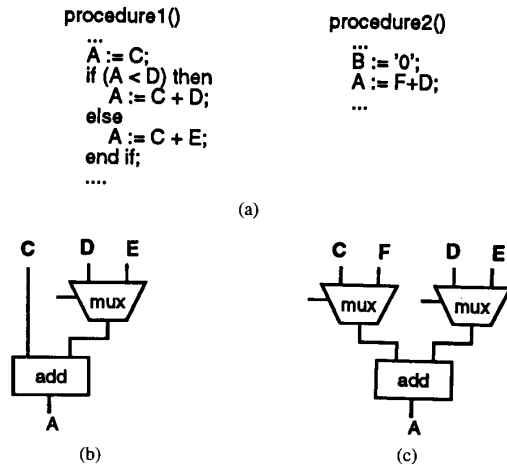 procedure1()
...
A := C;
if (A < D) then
A := C + D;
else
A := C + E;
end if;
....
procedure2()
...
B := '0';
A := F+D;
...
(a)
C D E
mux
add
A
(b)
C F D E
mux mux
add
A
(c)